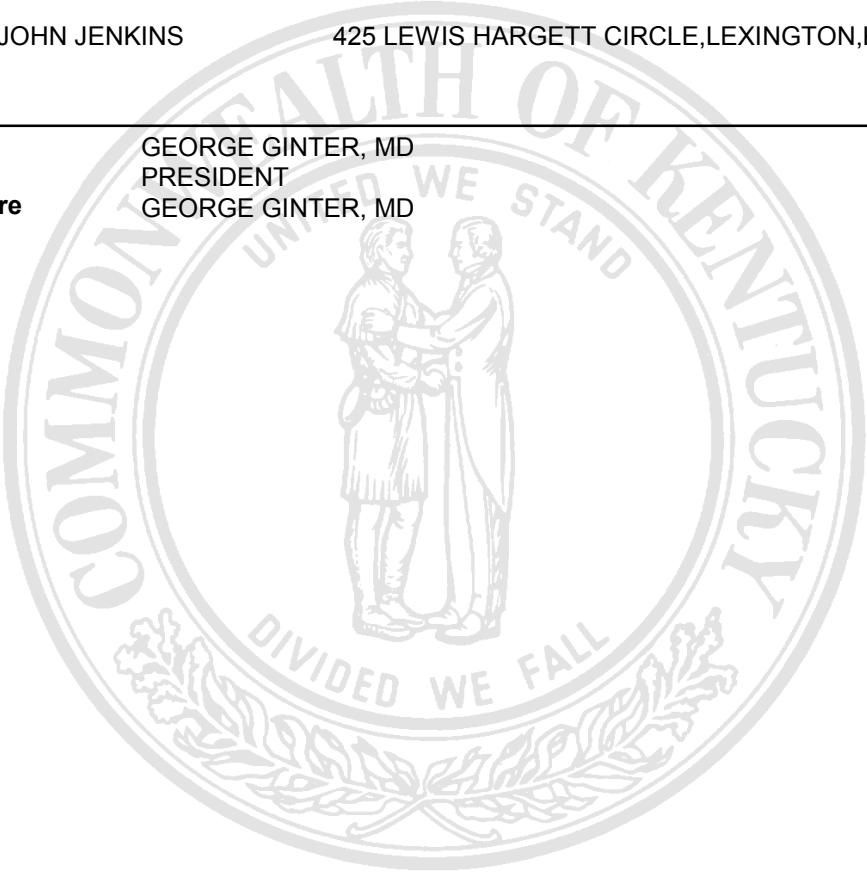 JOHN JENKINS 425 LEWIS HARGETT CIRCLE,LEXINGTON,
GEORGE GINTER, MD
PRESIDENT
re GEORGE GINTER, MD
COMMONWEALTH OF KENTUCKY
UNITED WE STAND
DIVIDED WE FALL